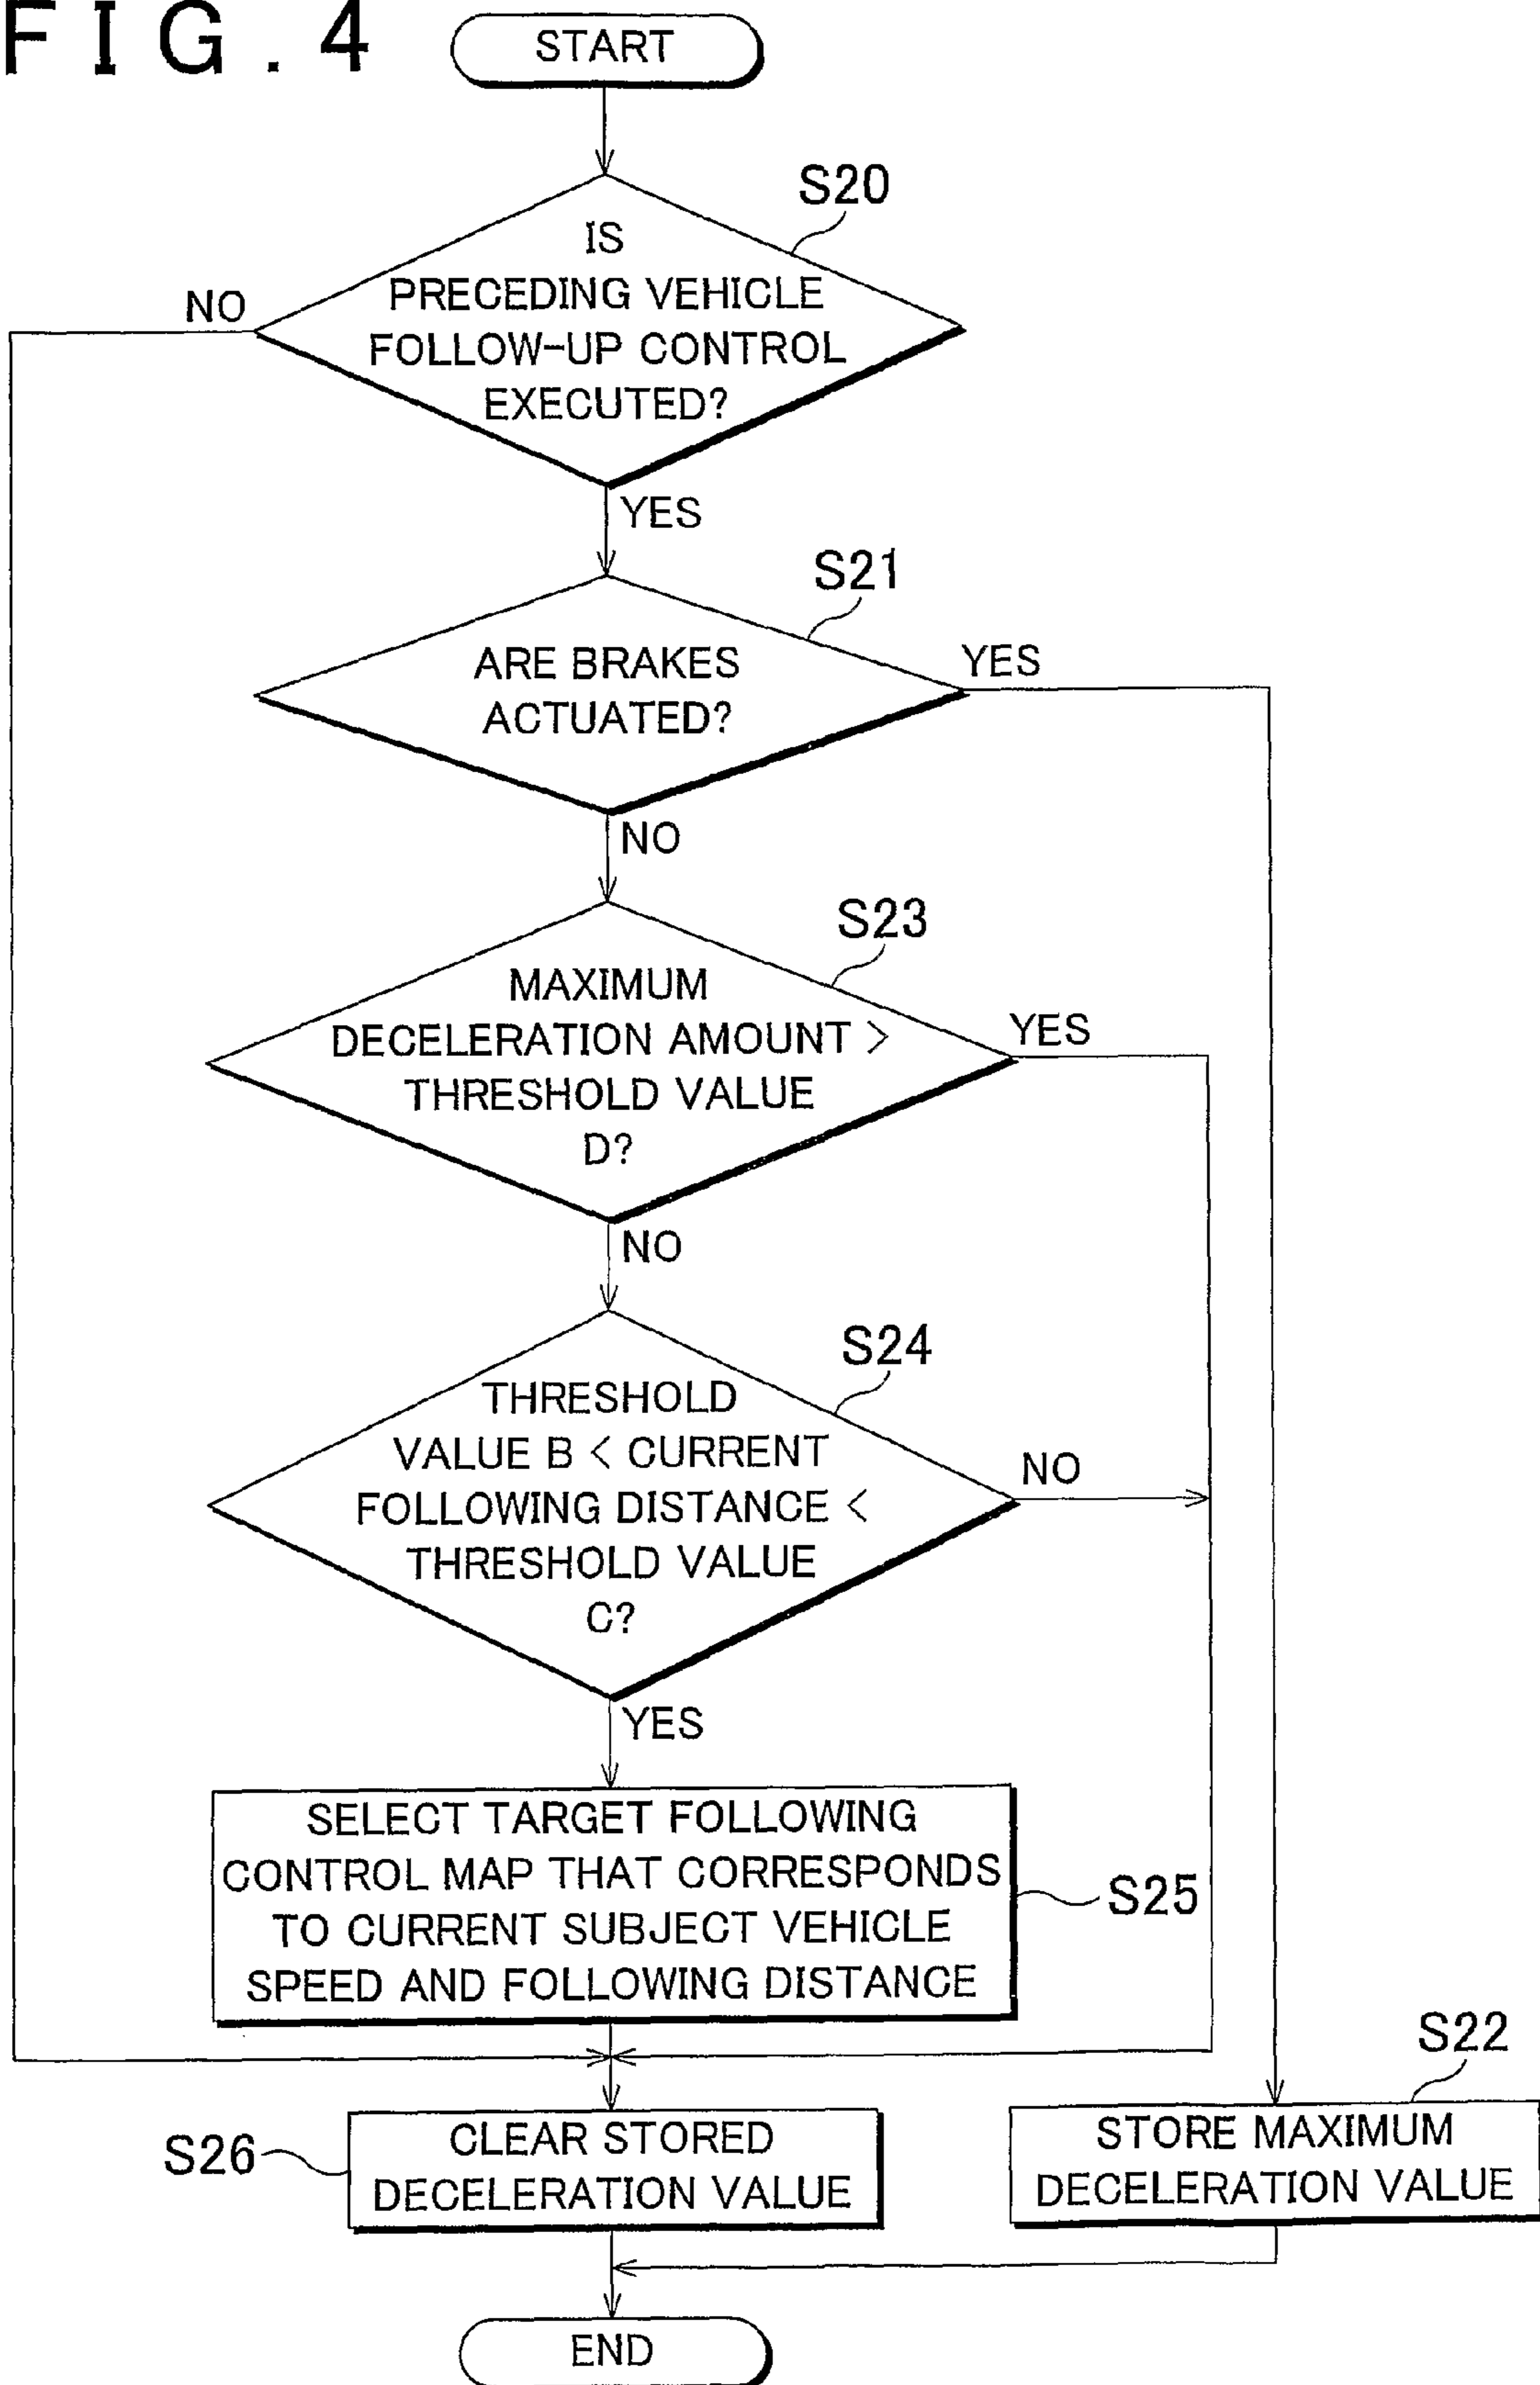 FIG.4
START
S20
IS
PRECEDING VEHICLE
FOLLOW-UP CONTROL
EXECUTED?
NO
YES
S21
ARE BRAKES
ACTUATED?
YES
NO
S23
MAXIMUM
DECELERATION AMOUNT >
THRESHOLD VALUE
D?
YES
NO
S24
THRESHOLD
VALUE B < CURRENT
FOLLOWING DISTANCE <
THRESHOLD VALUE
C?
NO
YES
SELECT TARGET FOLLOWING
CONTROL MAP THAT CORRESPONDS
TO CURRENT SUBJECT VEHICLE
SPEED AND FOLLOWING DISTANCE
S25
S22
S26
CLEAR STORED
DECELERATION VALUE
STORE MAXIMUM
DECELERATION VALUE
END